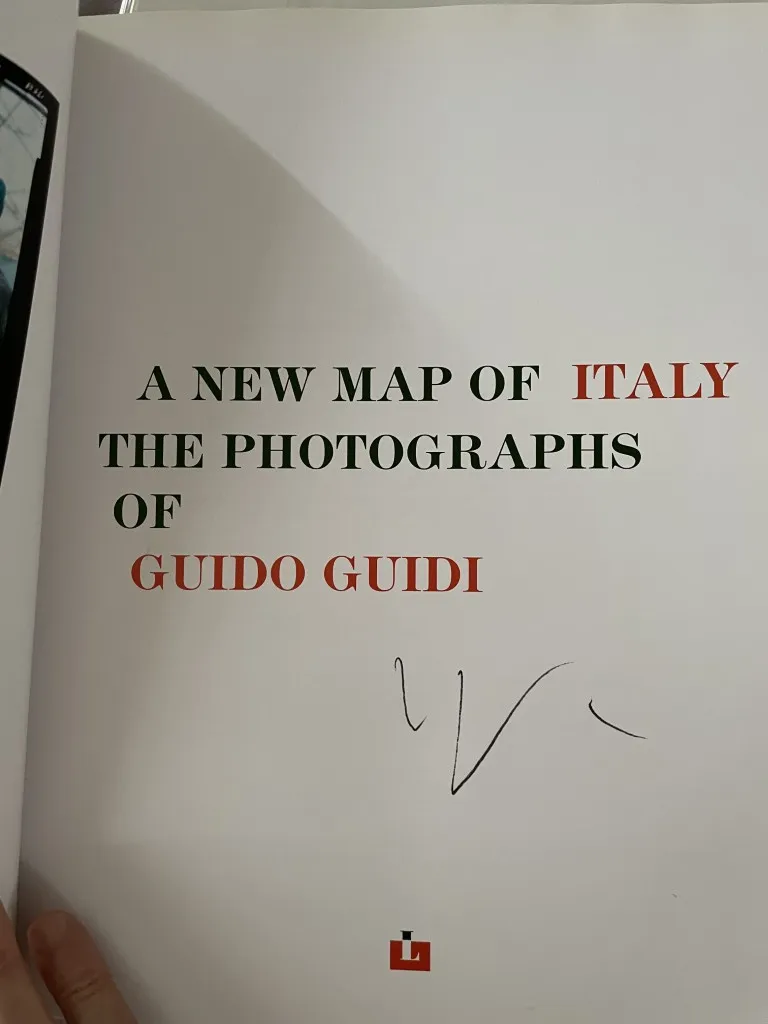 A NEW MAP OF ITALY
THE PHOTOGRAPHS
OF
GUIDO GUIDI
L